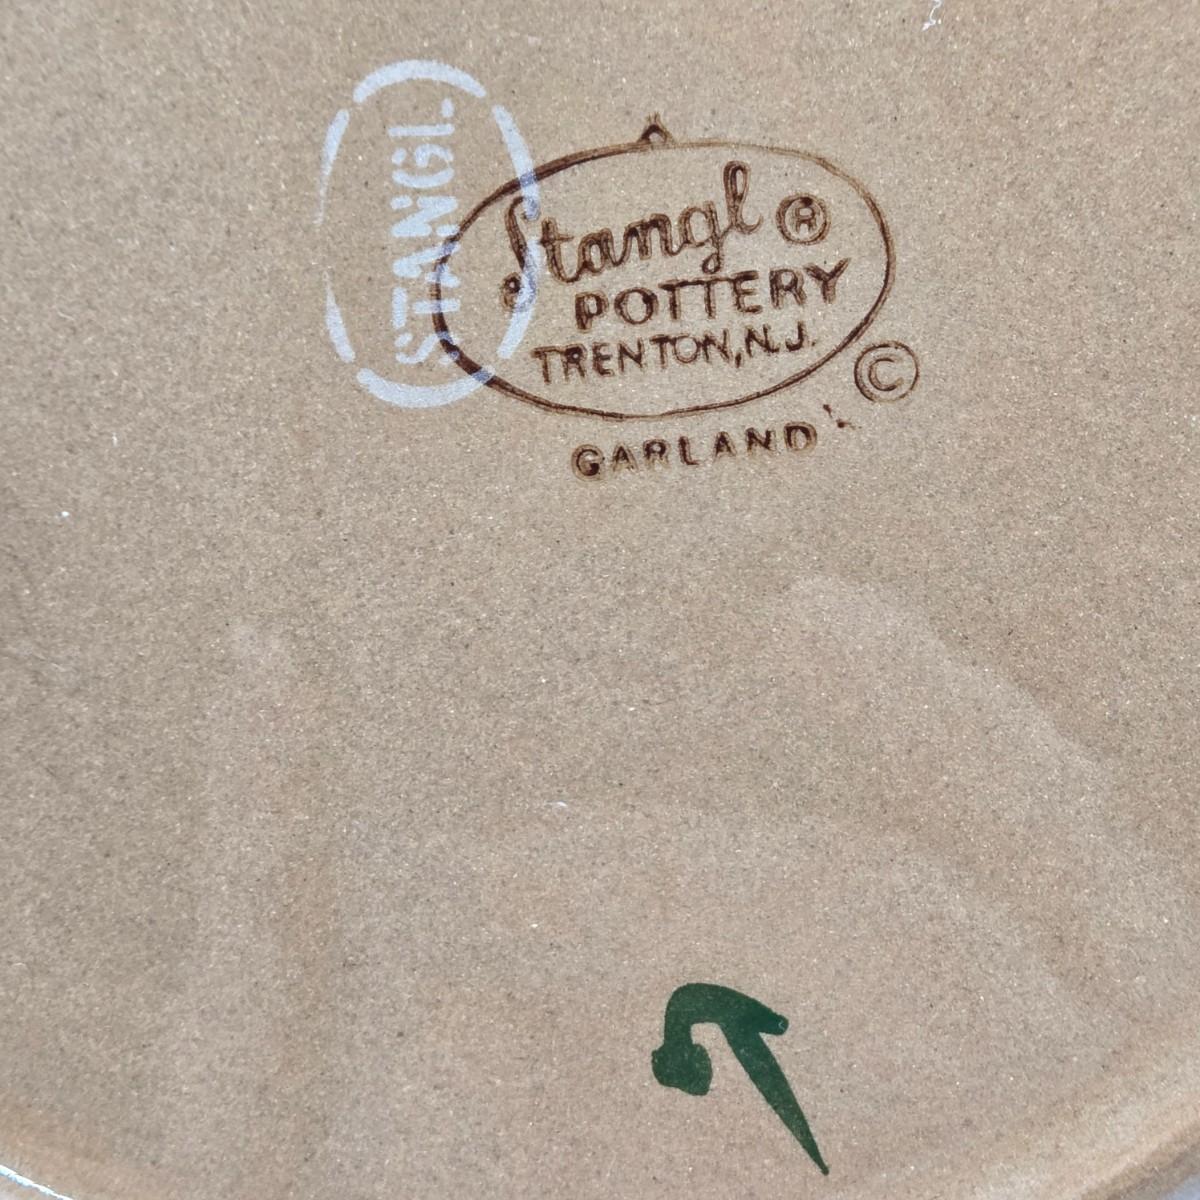 STANGL
Stangl ®
POTTERY
TRENTON, N.J.
©
GARLAND